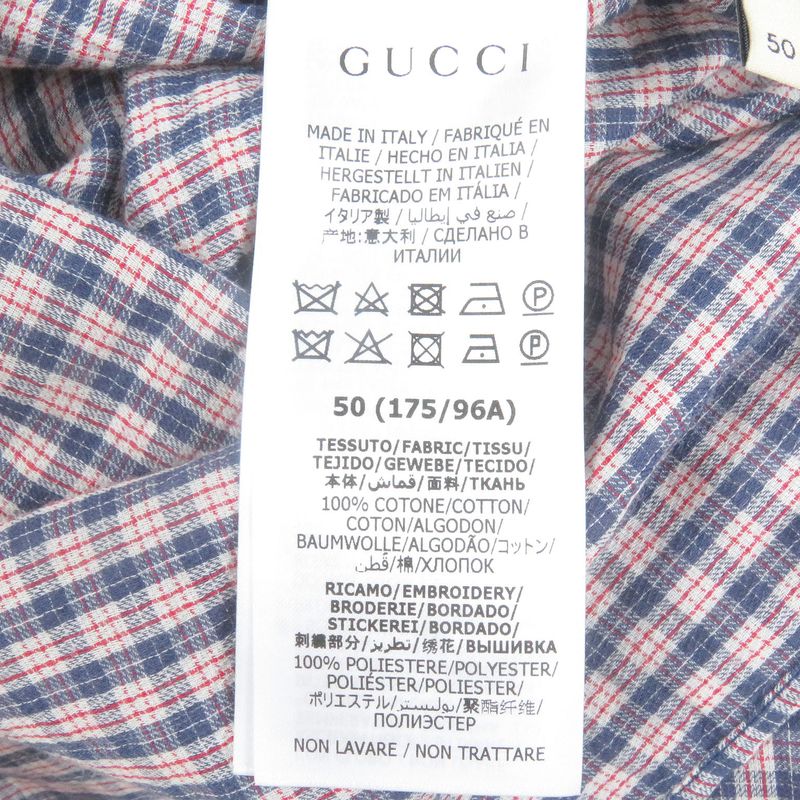 GUCCI
50
MADE IN ITALY / FABRIQUÉ EN
ITALIE / HECHO EN ITALIA /
HERGESTELLT IN ITALIEN /
FABRICADO EM ITÁLIA /
イタリア製 / صنع في إيطاليا /
产地:意大利 / СДЕЛАНО В
ИТАЛИИ
P
P
50 (175/96A)
TESSUTO/FABRIC/TISSU/
TEJIDO/GEWEBE/TECIDO/
本体/قماش/面料/ТКАНЬ
100% COTONE/COTTON/
COTON/ALGODON/
BAUMWOLLE/ALGODÃO/コットン/
قطن/棉/ХЛОПОК
RICAMO/EMBROIDERY/
BRODERIE/BORDADO/
STICKEREI/BORDADO/
刺繍部分/تطريز/绣花/ВЫШИВКА
100% POLIESTERE/POLYESTER/
POLIÉSTER/POLYESTER/
ポリエステル/بوليستر/聚酯纤维/
ПОЛИЭСТЕР
NON LAVARE / NON TRATTARE